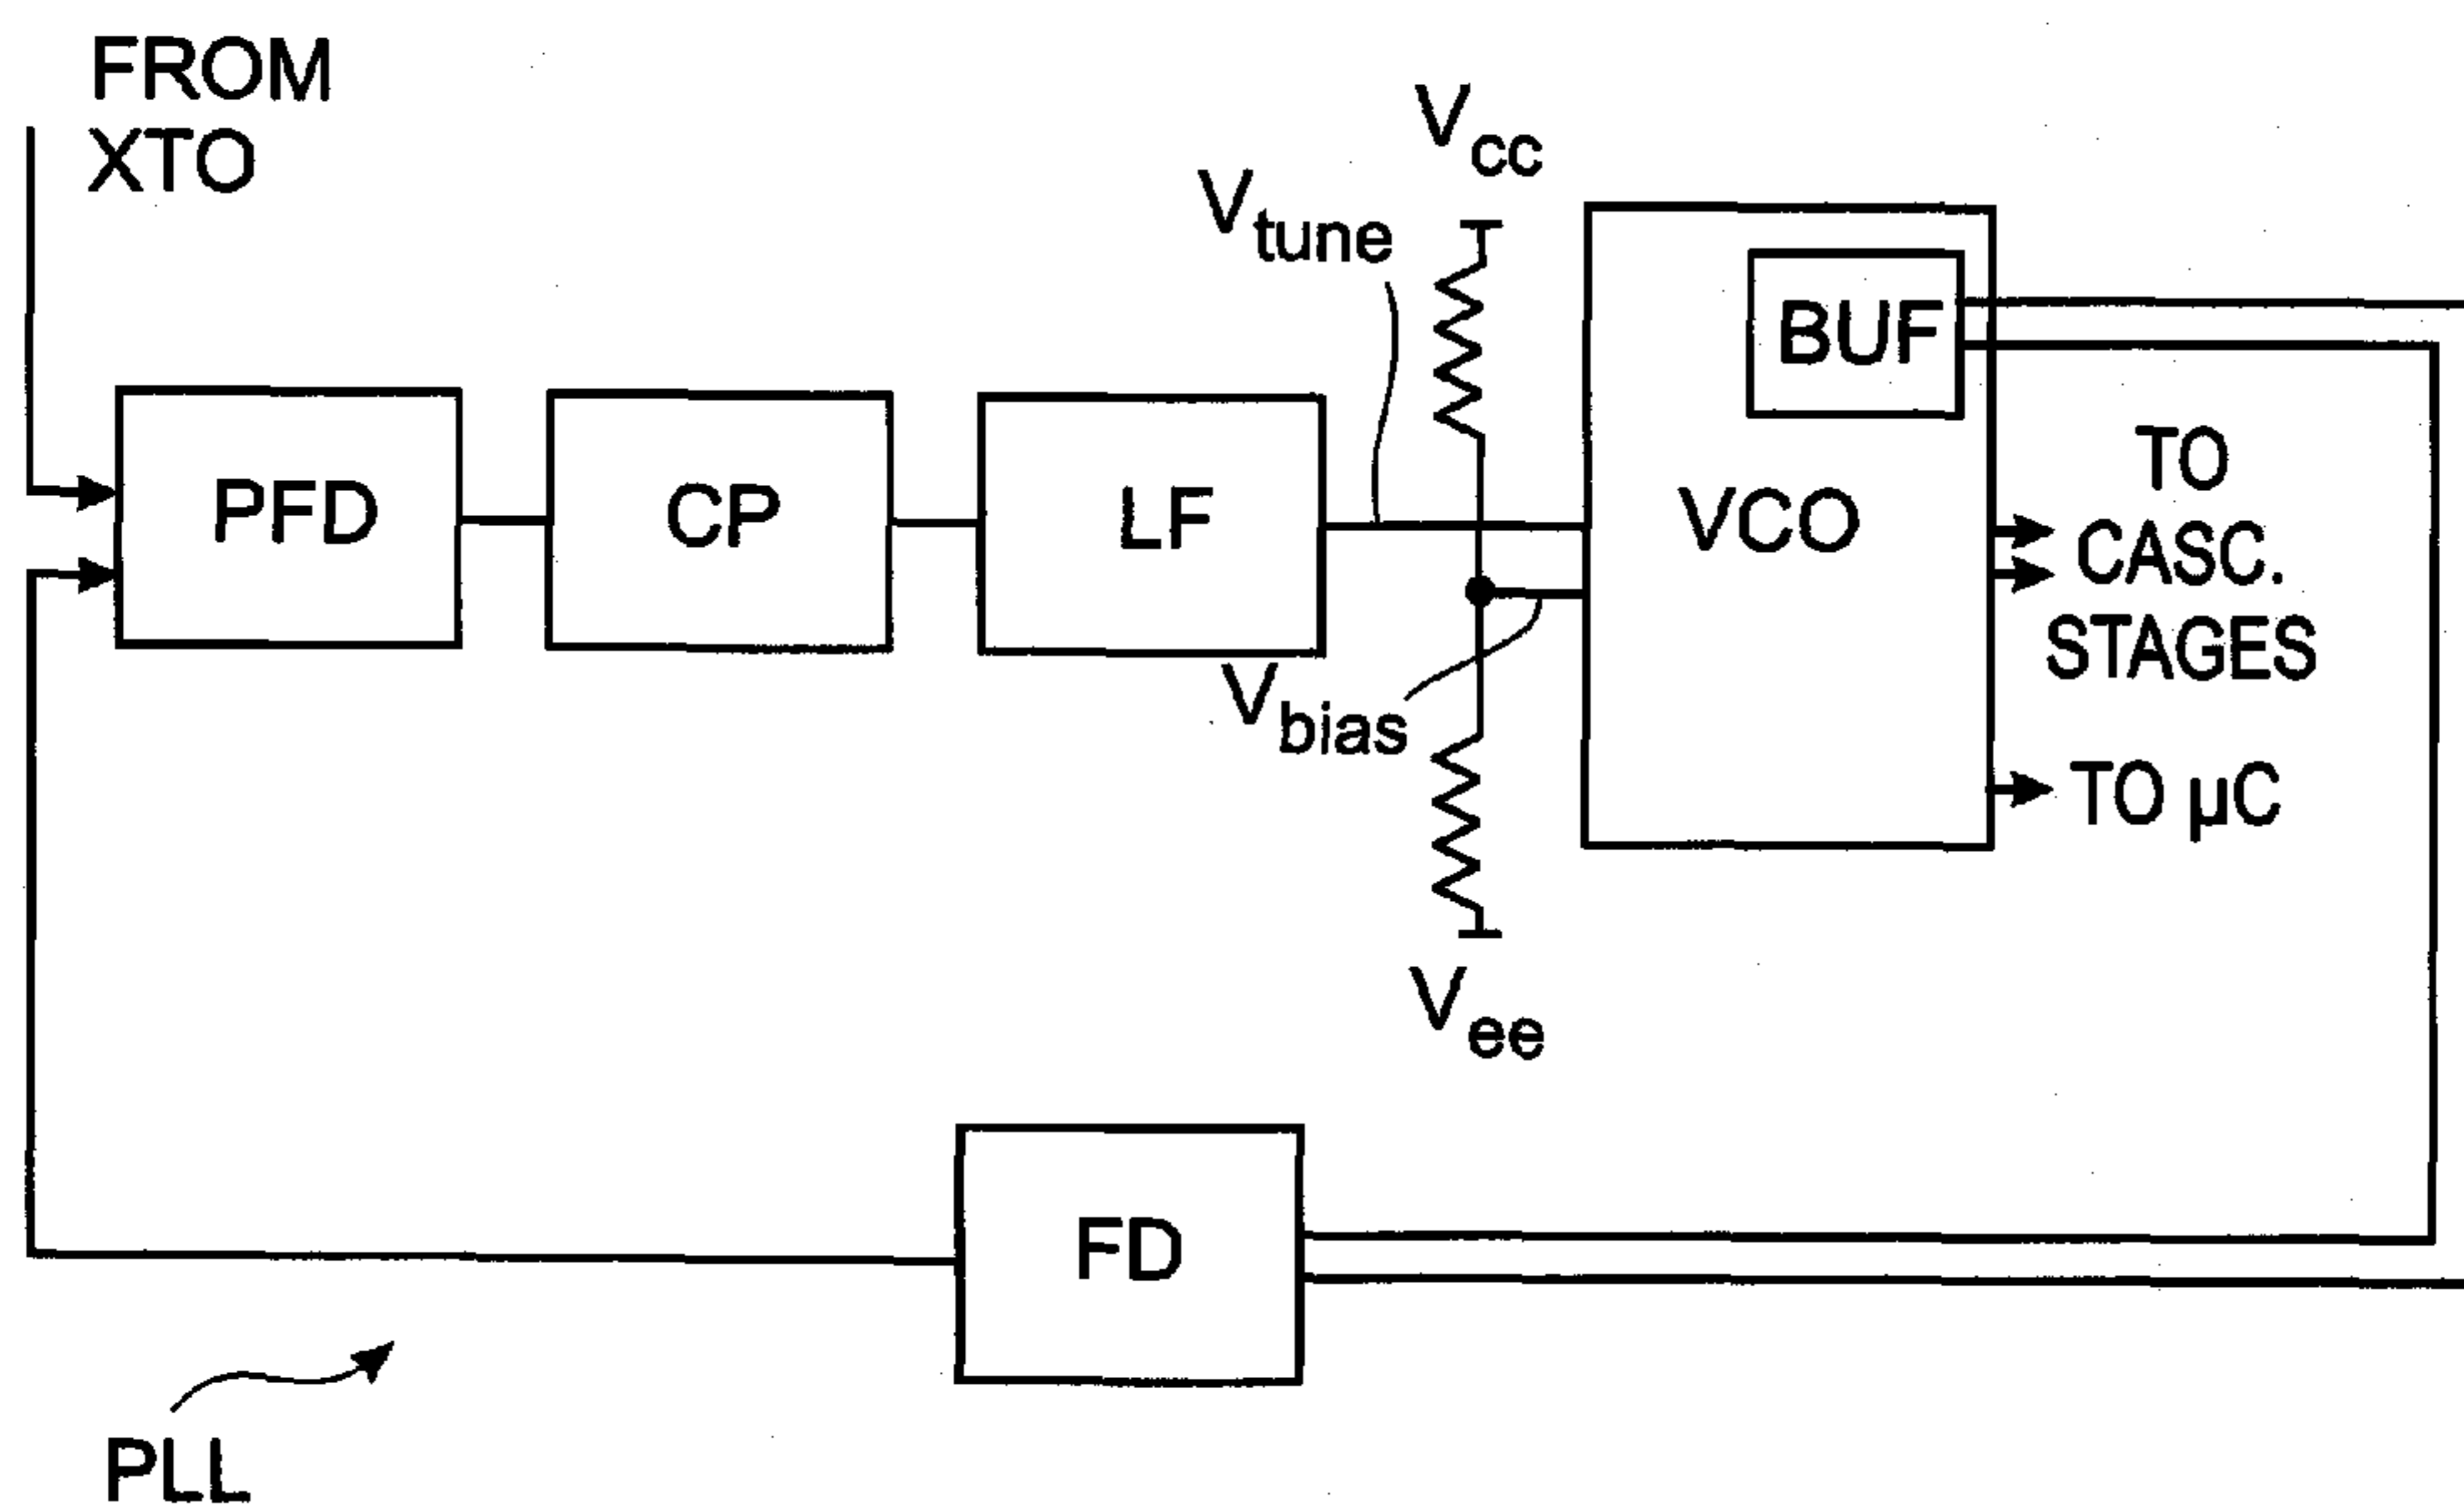 FROM
XTO
Vcc
Vtune
BUF
PFD
CP
LF
VCO
TO
CASC.
STAGES
Vbias
TO µC
Vee
FD
PLL